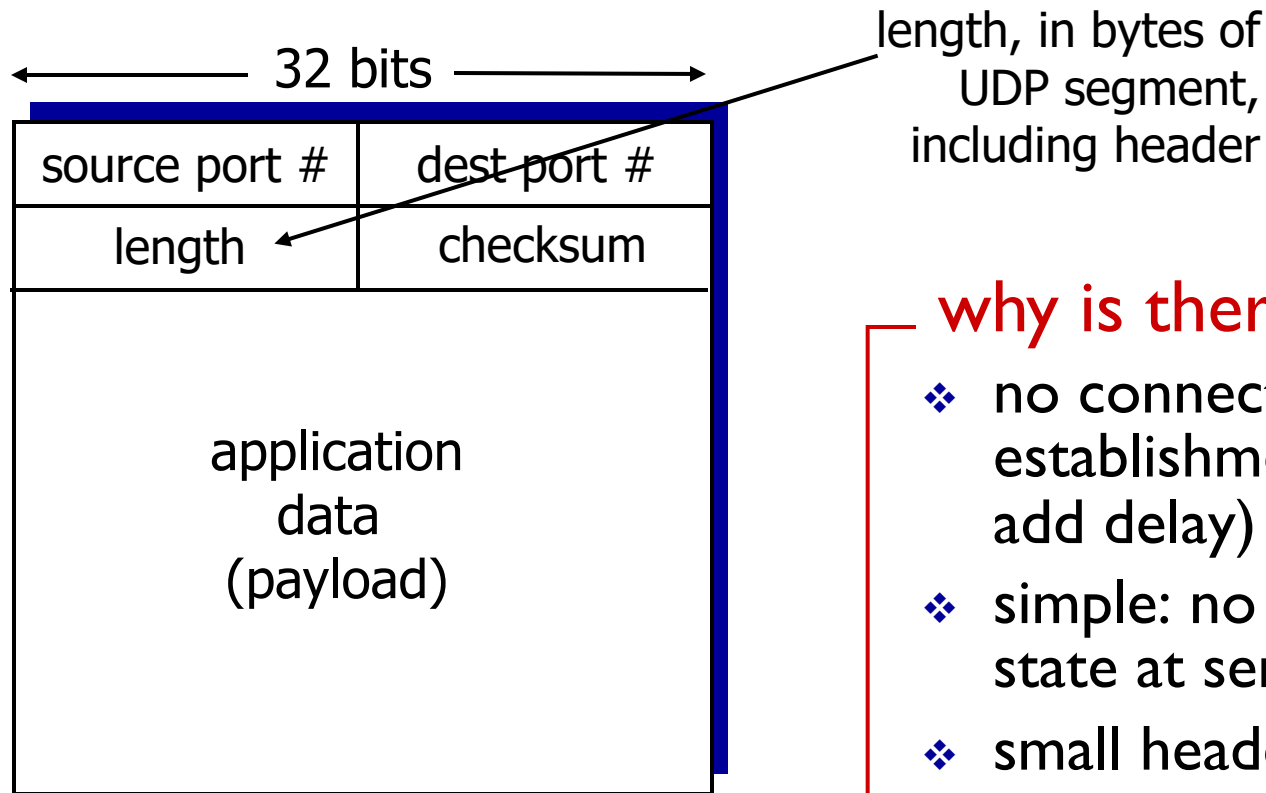 32 bits
source port #
dest port #
length
checksum
application
data
(payload)
length, in bytes of
UDP segment,
including header
why is
no
establishm
add delay)
simple: no
state at
small